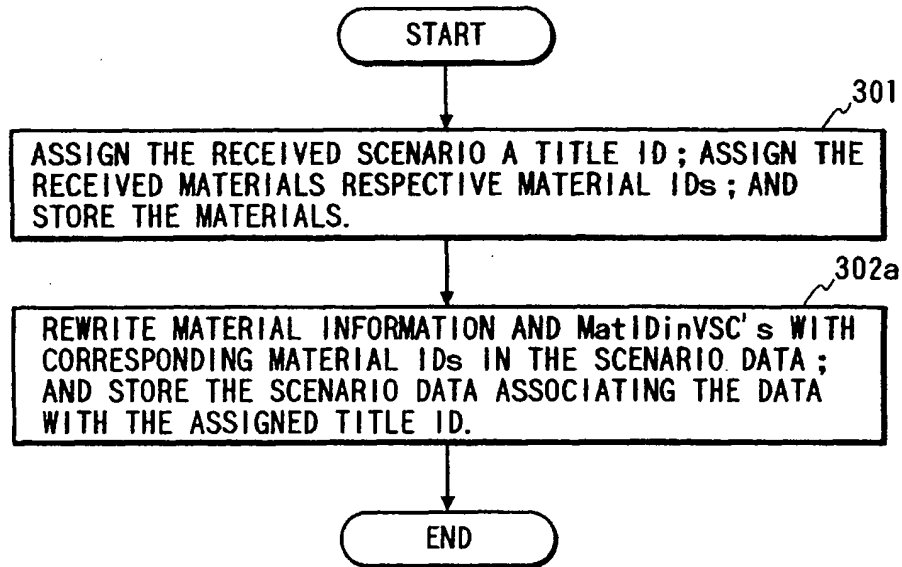 START
301
ASSIGN THE RECEIVED SCENARIO A TITLE ID; ASSIGN THE
RECEIVED MATERIALS RESPECTIVE MATERIAL IDs; AND
STORE THE MATERIALS.
302a
REWRITE MATERIAL INFORMATION AND MatIDinVSC's WITH
CORRESPONDING MATERIAL IDs IN THE SCENARIO DATA;
AND STORE THE SCENARIO DATA ASSOCIATING THE DATA
WITH THE ASSIGNED TITLE ID.
END